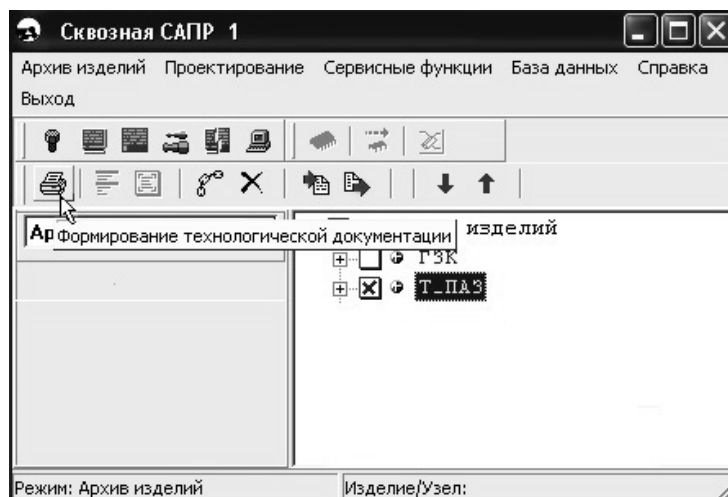 Сквозная САПР 1
Архив изделий Проектирование Сервисные функции База данных Справка
Выход
Ар
Формирование технологической документации
изделий
ГЗК
Т_ПАЗ
Режим: Архив изделий
Изделие/Узел: